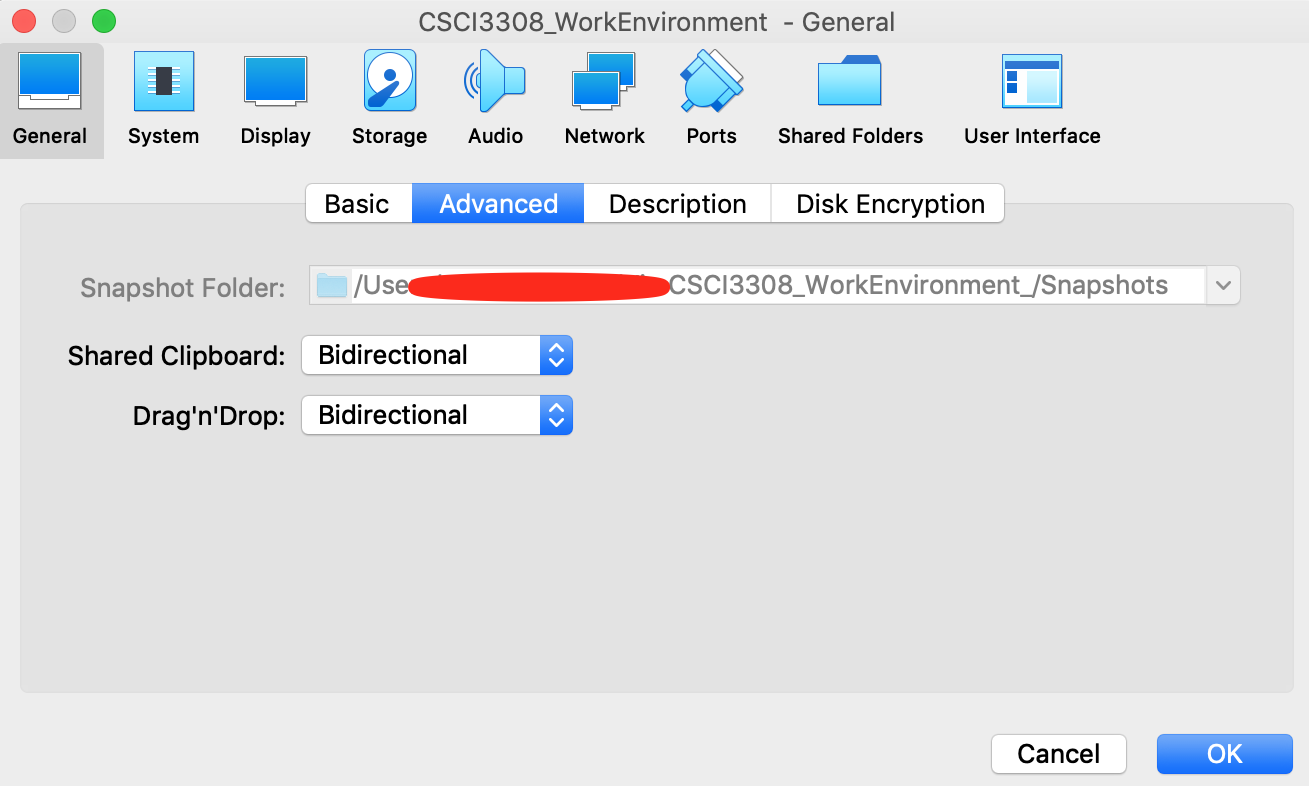 CSCI3308_WorkEnvironment - General
General System Display Storage Audio Network Ports Shared Folders User Interface
Basic Advanced Description Disk Encryption
Snapshot Folder: /Use CSCI3308_WorkEnvironment_/Snapshots
Shared Clipboard: Bidirectional
Drag'n'Drop: Bidirectional
Cancel OK